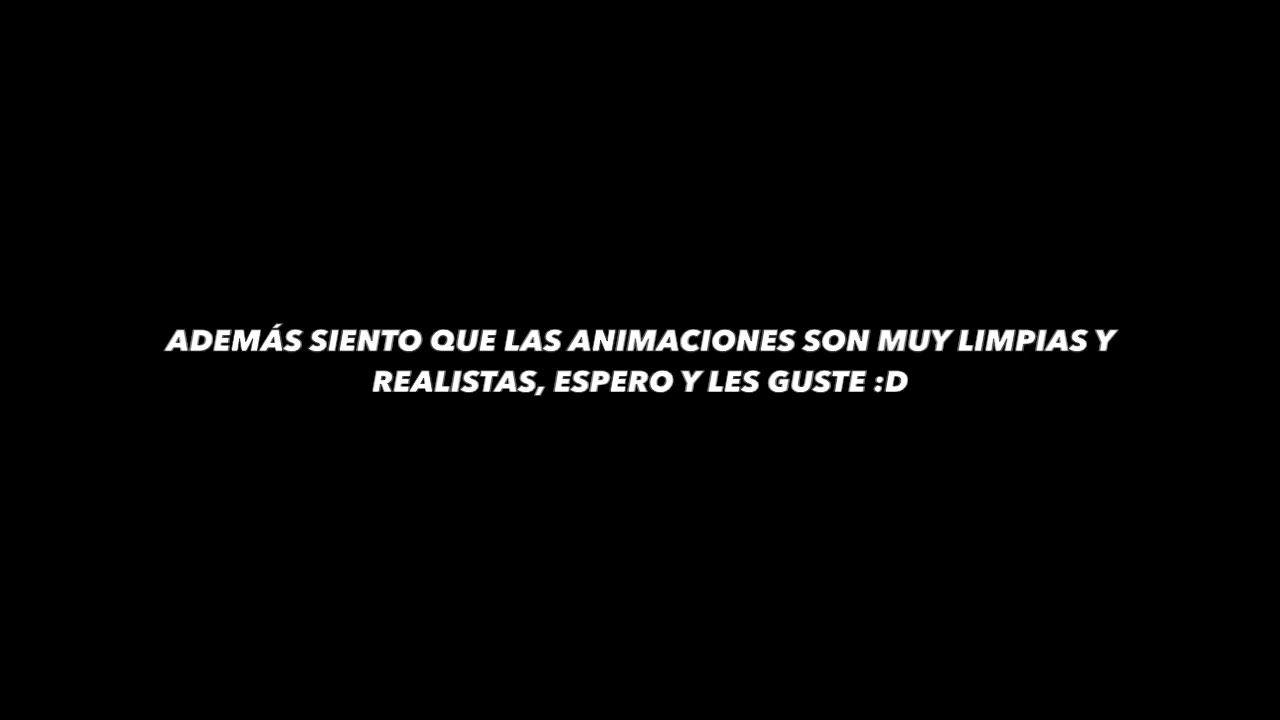 ADEMÁS SIENTO QUE LAS ANIMACIONES SON MUY LIMPIAS Y
REALISTAS, ESPERO Y LES GUSTE :D